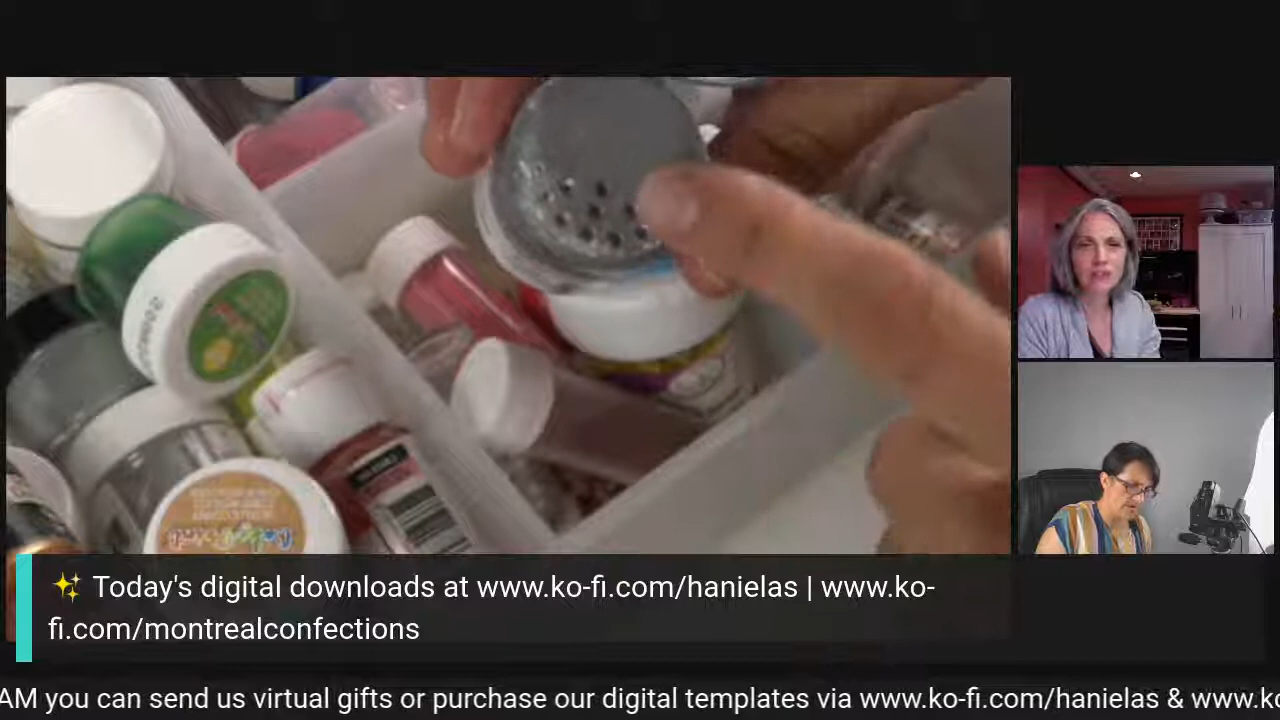 ✨ Today's digital downloads at www.ko-fi.com/hanielas | www.ko-
fi.com/montrealconfections
AM you can send us virtual gifts or purchase our digital templates via www.ko-fi.com/hanielas & www.ko